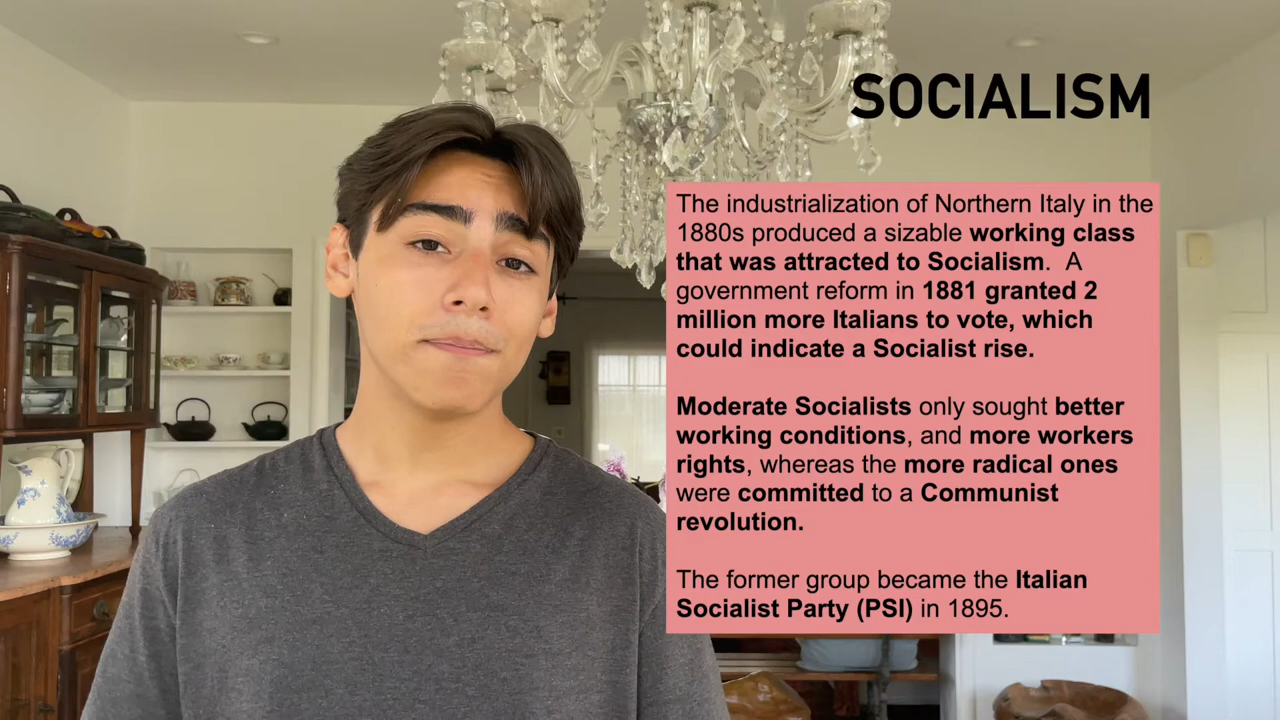 SOCIALISM
The industrialization of Northern Italy in the
1880s produced a sizable working class
that was attracted to Socialism. A
government reform in 1881 granted 2
million more Italians to vote, which
could indicate a Socialist rise.
Moderate Socialists only sought better
working conditions, and more workers
rights, whereas the more radical ones
were committed to a Communist
revolution.
The former group became the Italian
Socialist Party (PSI) in 1895.